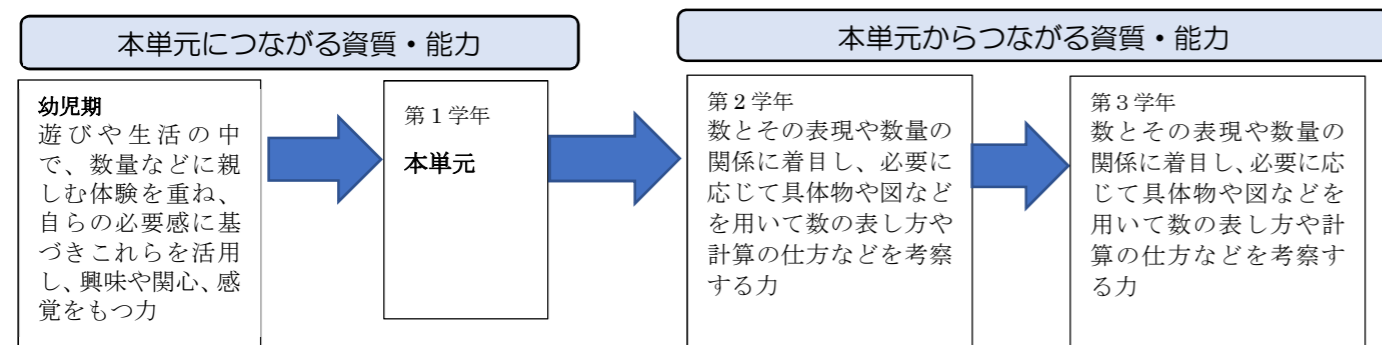 本単元につながる資質・能力
本単元からつながる資質・能力
幼児期
遊びや生活の中
で、数量などに親
しむ体験を重ね、
自らの必要感に基
づきこれらを活用
し、興味や関心、感
覚をもつ力
第1学年
本単元
第2学年
数とその表現や数量の
関係に着目し、必要に
応じて具体物や図など
を用いて数の表し方や
計算の仕方などを考察
する力
第3学年
数とその表現や数量の
関係に着目し、必要に応
じて具体物や図などを
用いて数の表し方や計
算の仕方などを考察す
る力